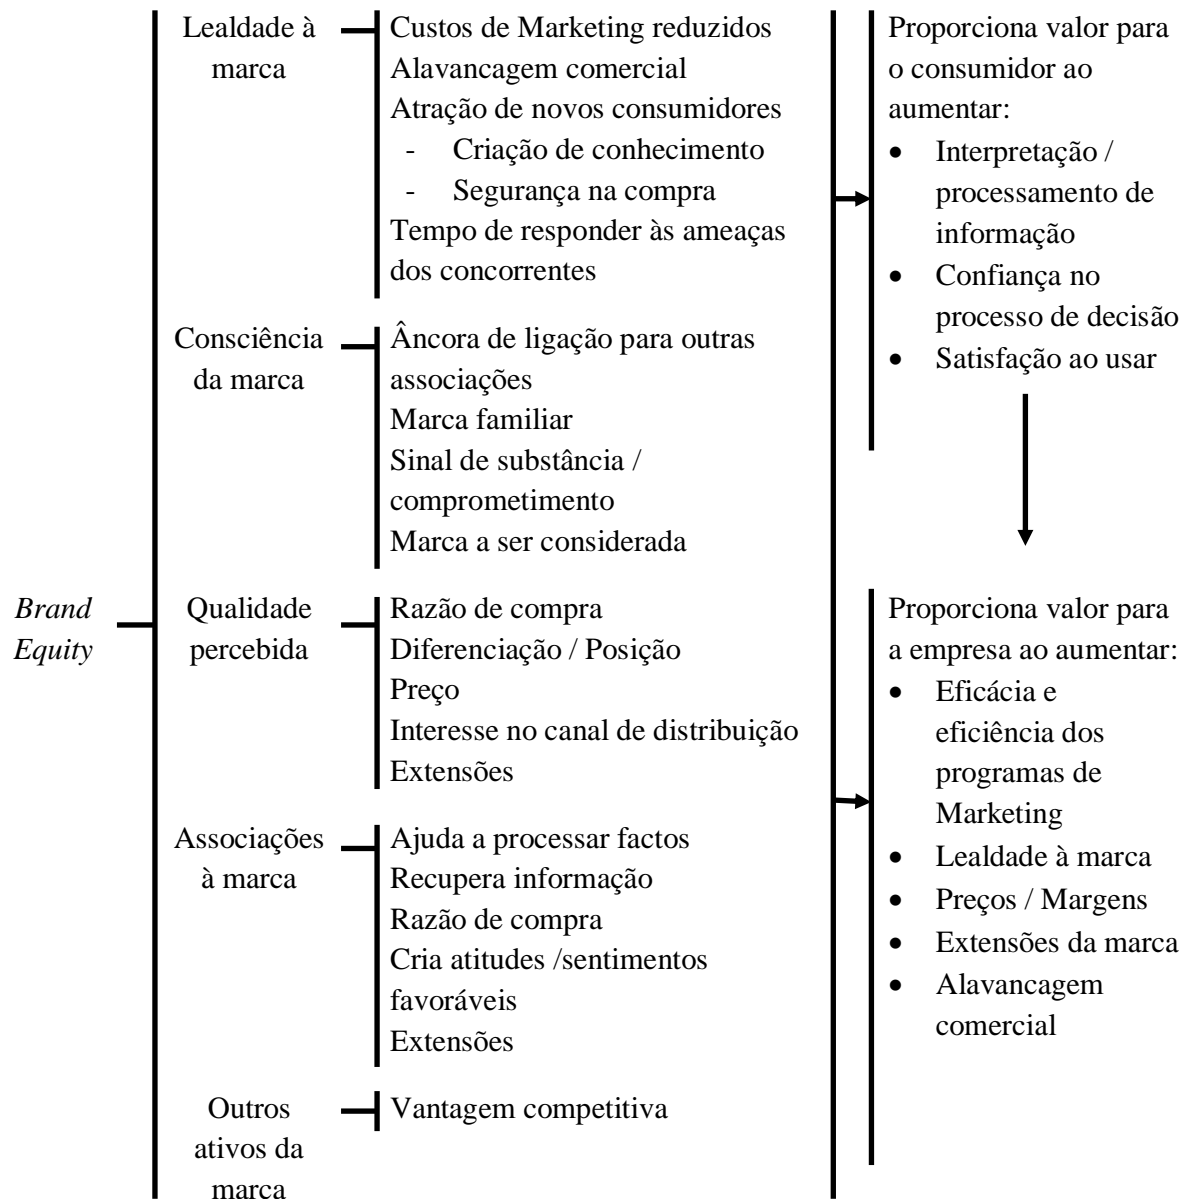 Brand
Equity
Lealdade à
marca
Custos de Marketing reduzidos
Alavancagem comercial
Atração de novos consumidores
- Criação de conhecimento
- Segurança na compra
Tempo de responder às ameaças
dos concorrentes
Consciência
da marca
Âncora de ligação para outras
associações
Marca familiar
Sinal de substância /
comprometimento
Marca a ser considerada
Qualidade
percebida
Razão de compra
Diferenciação / Posição
Preço
Interesse no canal de distribuição
Extensões
Associações
à marca
Ajuda a processar factos
Recupera informação
Razão de compra
Cria atitudes /sentimentos
favoráveis
Extensões
Outros
ativos da
marca
Vantagem competitiva
Proporciona valor para
o consumidor ao
aumentar:
• Interpretação /
processamento de
informação
• Confiança no
processo de decisão
• Satisfação ao usar
Proporciona valor para
a empresa ao aumentar:
• Eficácia e
eficiência dos
programas de
Marketing
• Lealdade à marca
• Preços / Margens
• Extensões da marca
• Alavancagem
comercial